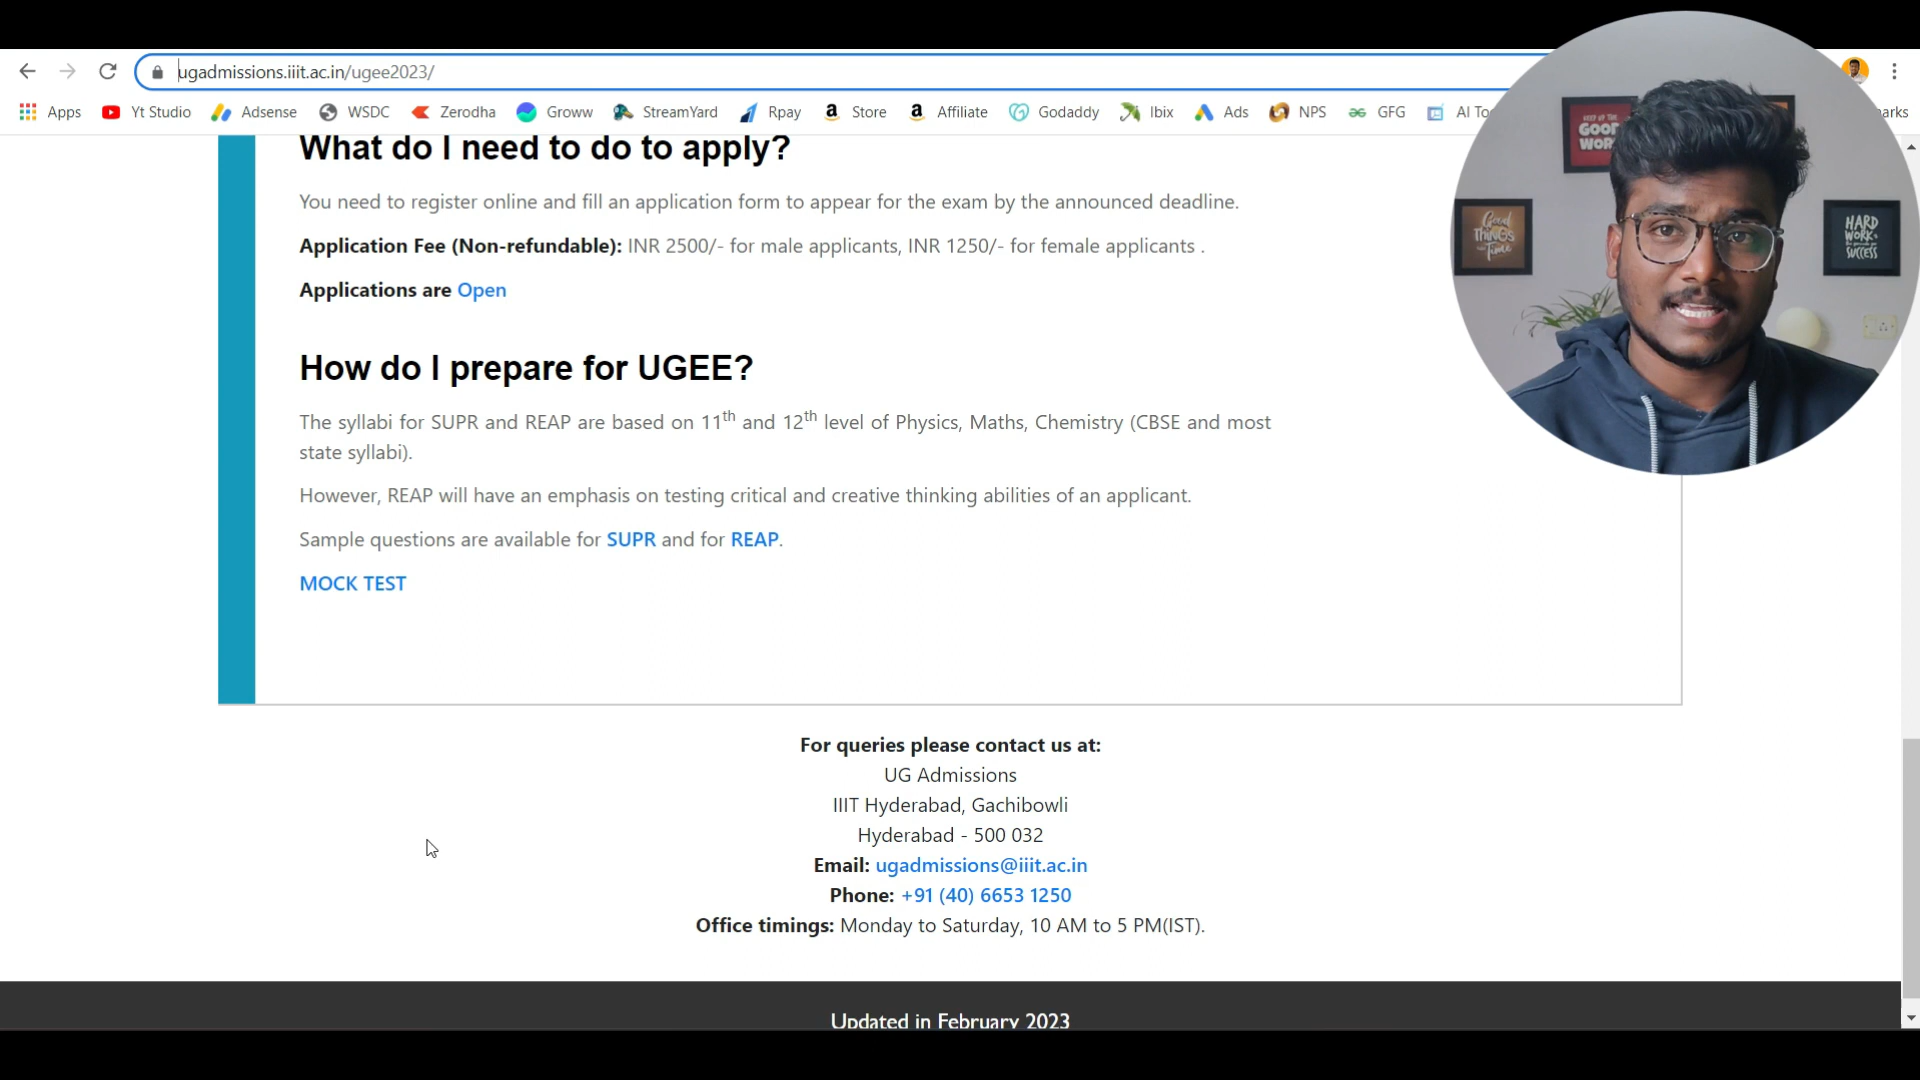 ugadmissions.iiit.ac.in/ugee2023/
Apps Yt Studio Adsense WSDC Zerodha Groww StreamYard Rpay Store Affiliate Godaddy Ibix Ads NPS GFG AI
What do I need to do to apply?
You need to register online and fill an application form to appear for the exam by the announced deadline.
Application Fee (Non-refundable): INR 2500/- for male applicants, INR 1250/- for female applicants .
Applications are Open
How do I prepare for UGEE?
The syllabi for SUPR and REAP are based on 11th and 12th level of Physics, Maths, Chemistry (CBSE and most
state syllabi).
However, REAP will have an emphasis on testing critical and creative thinking abilities of an applicant.
Sample questions are available for SUPR and for REAP.
MOCK TEST
For queries please contact us at:
UG Admissions
IIIT Hyderabad, Gachibowli
Hyderabad - 500 032
Email: ugadmissions@iiit.ac.in
Phone: +91 (40) 6653 1250
Office timings: Monday to Saturday, 10 AM to 5 PM(IST).
Updated in February 2023
GOOD
Good
THINGS
Time
HARD
WORK
SUCCESS